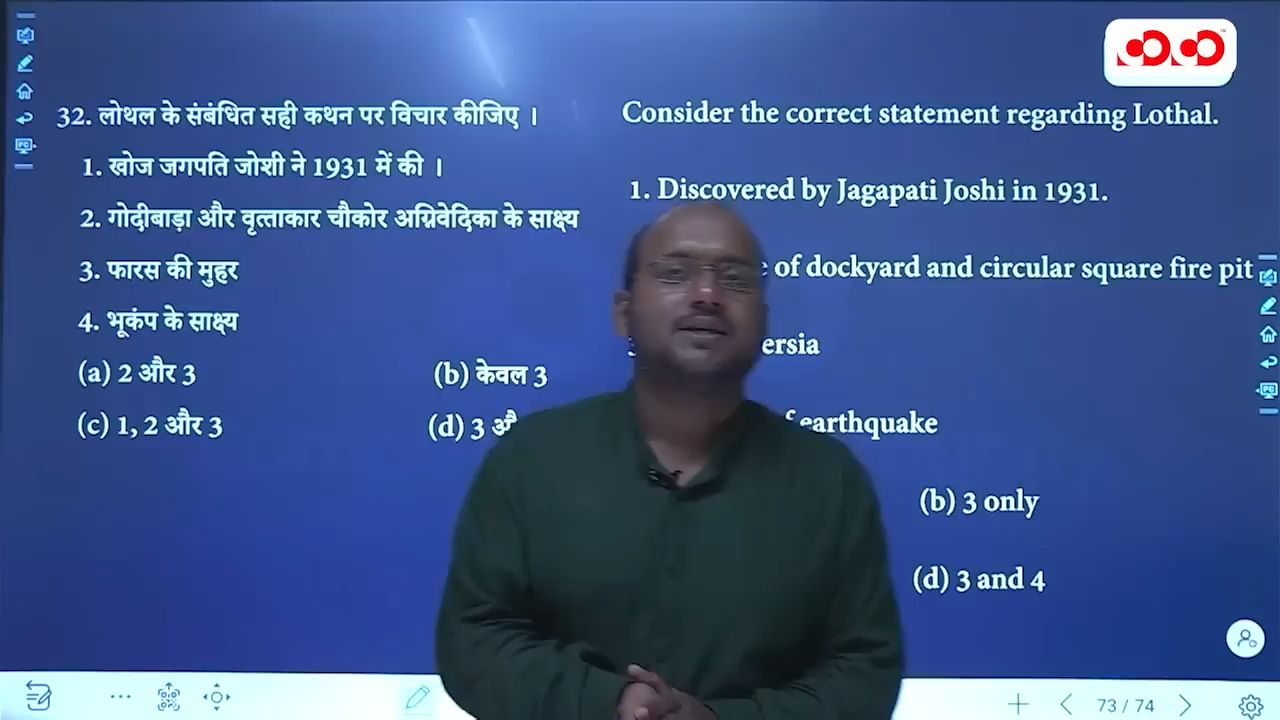 32. लोथल के संबंधित सही कथन पर विचार कीजिए ।
1. खोज जगपति जोशी ने 1931 में की ।
2. गोदीबाड़ा और वृत्ताकार चौकोर अग्निवेदिका के साक्ष्य
3. फारस की मुहर
4. भूकंप के साक्ष्य
(a) 2 और 3 (b) केवल 3
(c) 1, 2 और 3 (d) 3
Consider the correct statement regarding Lothal.
1. Discovered by Jagapati Joshi in 1931.
of dockyard and circular square fire pit
earthquake
(b) 3 only
(d) 3 and 4
73 / 74